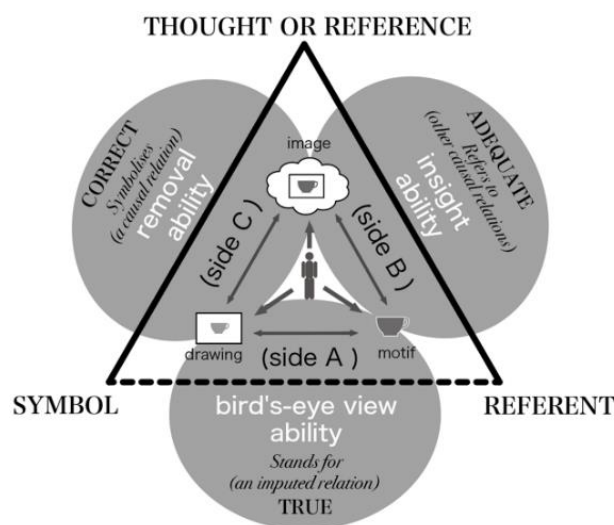 THOUGHT OR REFERENCE
image
CORRECT
Symbolises
(a causal relation)
removal
ability
(side C)
ADEQUATE
Refers to
(other causal relations)
insight
ability
(side B)
drawing
(side A)
motif
SYMBOL
REFERENT
bird's-eye view
ability
Stands for
(an imputed relation)
TRUE